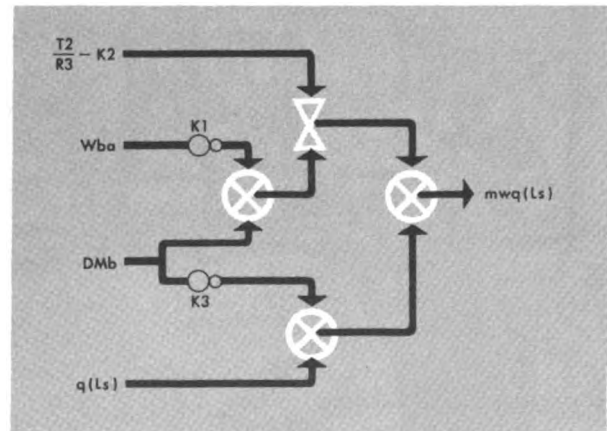 T2
R3 – K2
K1
Wba
mwq(Ls)
DMb
K3
q(Ls)